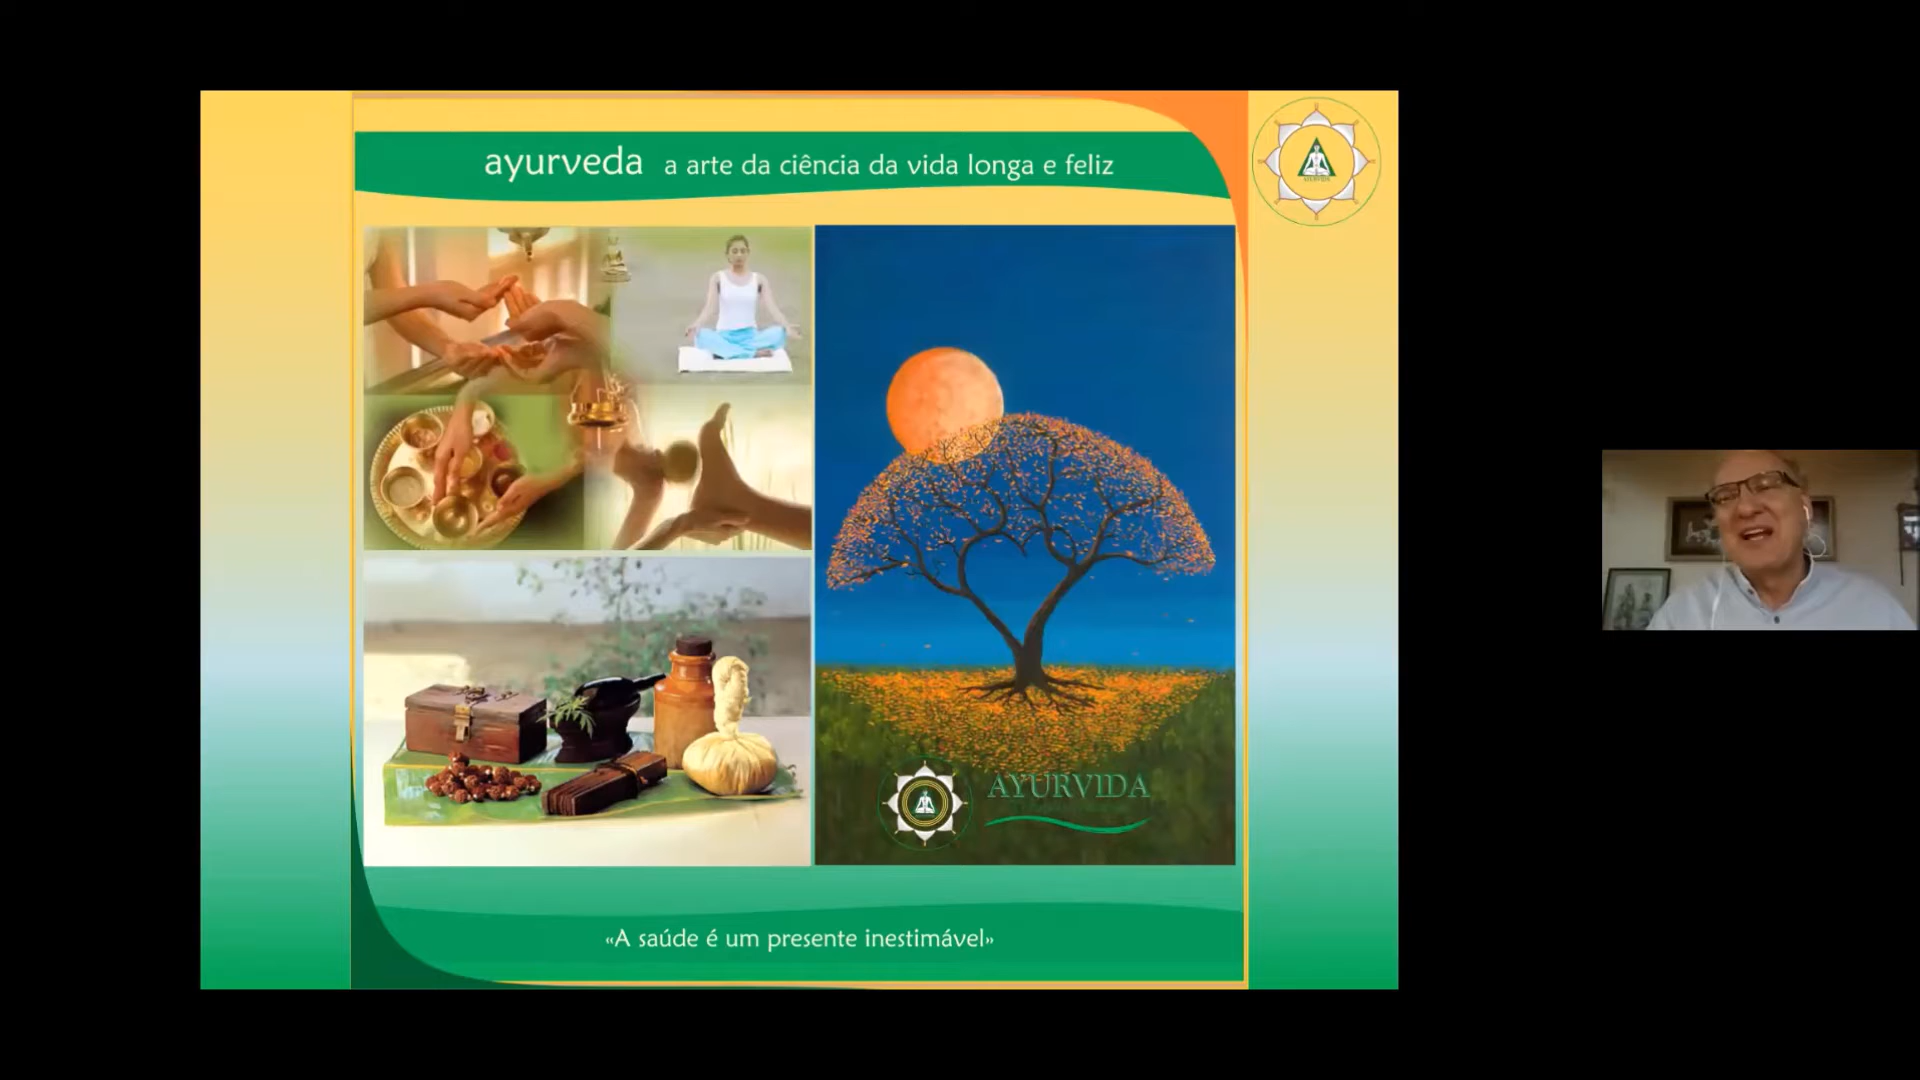 ayurveda a arte da ciência da vida longa e feliz
AYURVIDA
«A saúde é um presente inestimável»